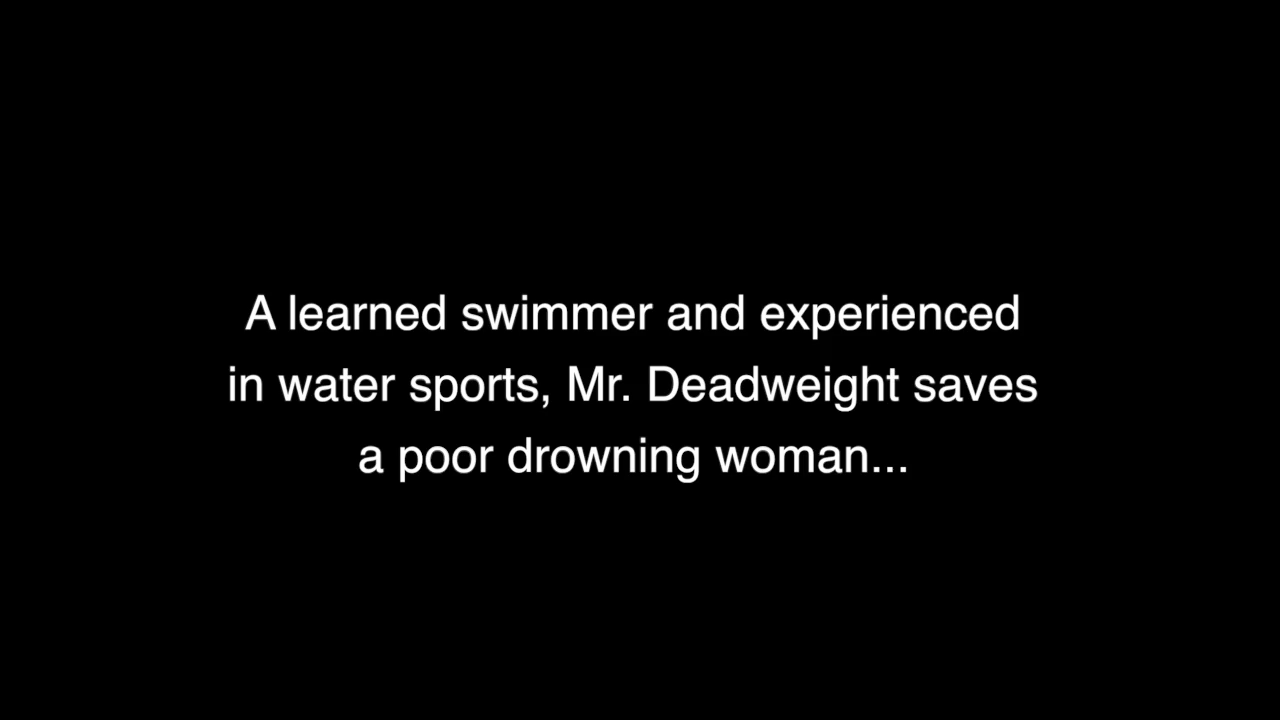 A learned swimmer and experienced
in water sports, Mr. Deadweight saves
a poor drowning woman...